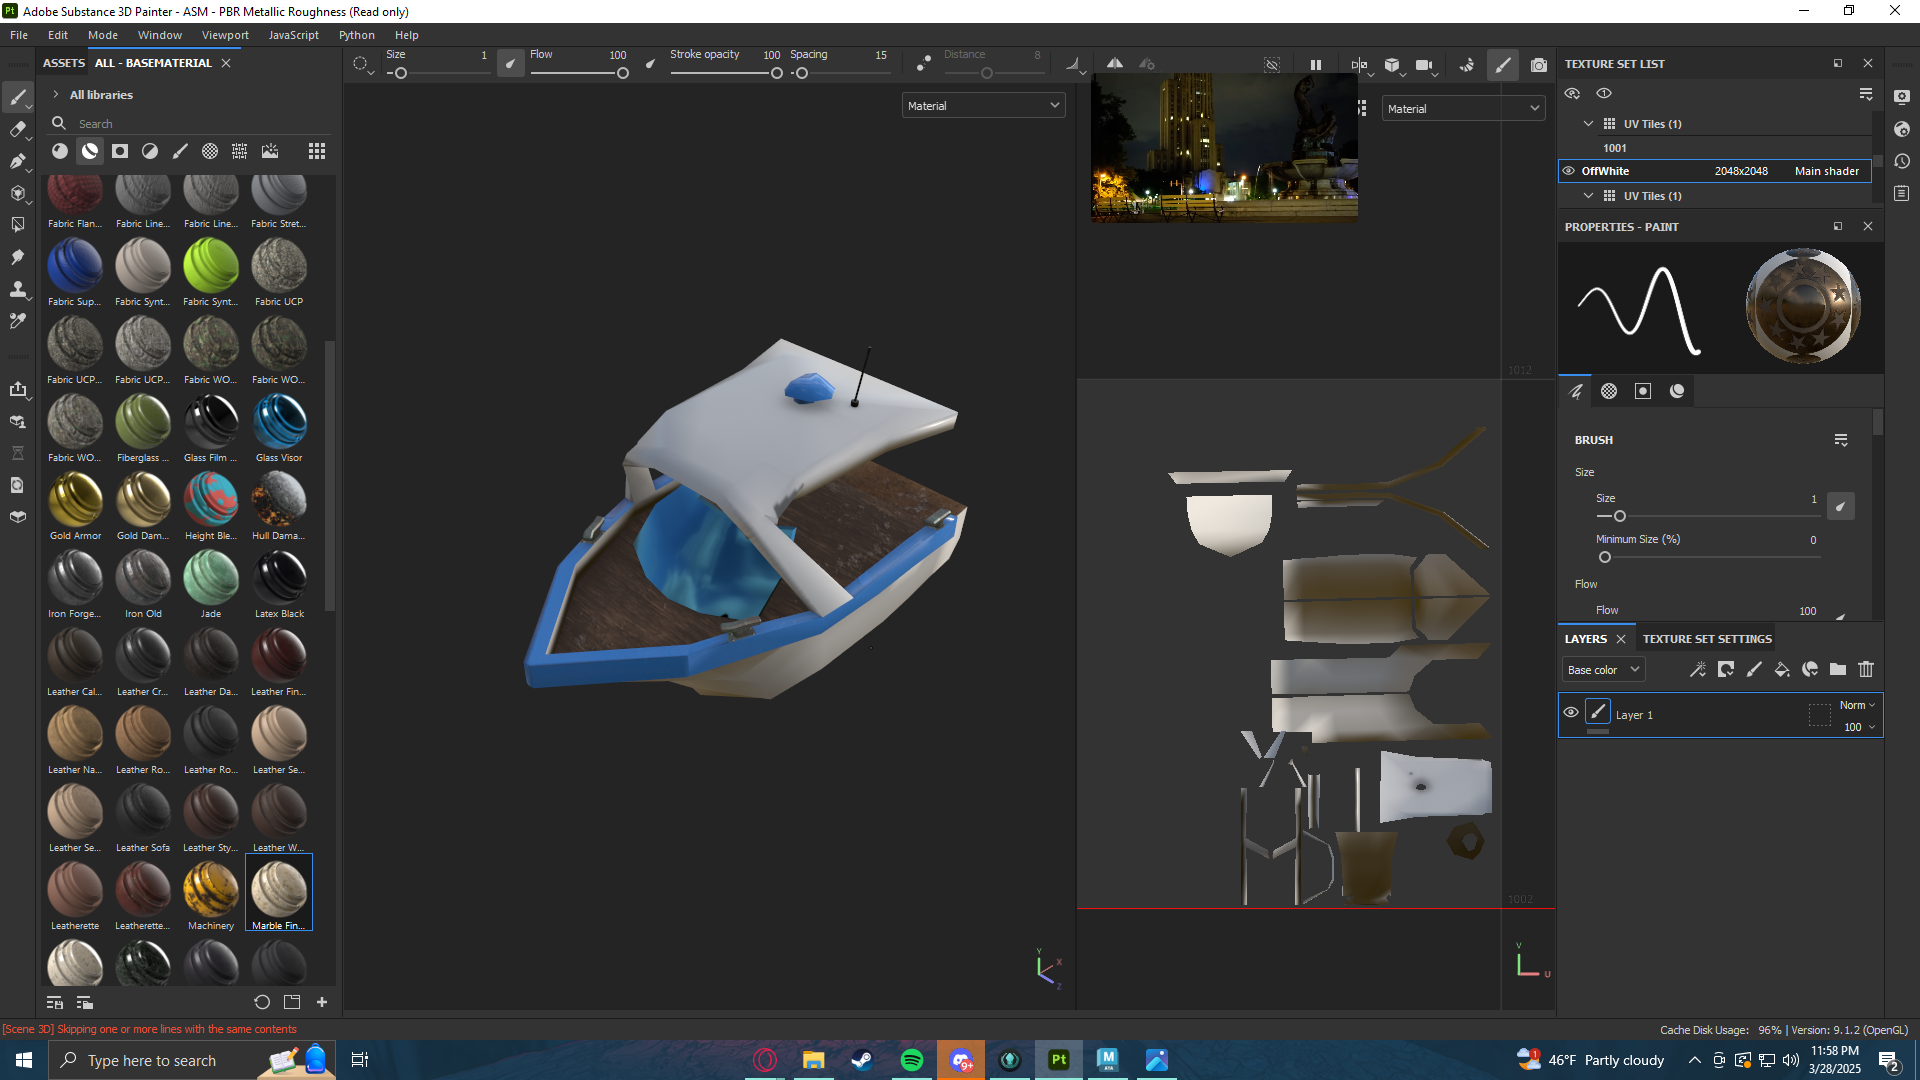 Pt Adobe Substance 3D Painter - ASM - PBR Metallic Roughness (Read only)
File Edit Mode Window Viewport JavaScript Python Help
ASSETS ALL - BASEMATERIAL
Size 1 Flow 100 Stroke opacity 100 Spacing 15 Distance 8
TEXTURE SET LIST
All libraries
Search
Material
Material
UV Tiles (1)
1001
OffWhite 2048x2048 Main shader
UV Tiles (1)
PROPERTIES - PAINT
Fabric Flan... Fabric Line... Fabric Line... Fabric Stret...
Fabric Sup... Fabric Synt... Fabric Synt... Fabric UCP
Fabric UCP... Fabric UCP... Fabric WO... Fabric WO...
Fabric WO... Fiberglass ... Glass Film ... Glass Visor
Gold Armor Gold Dam... Height Ble... Hull Dama...
Iron Forge... Iron Old Jade Latex Black
Leather Cal... Leather Cr... Leather Da... Leather Fin...
Leather Na... Leather Ro... Leather Ro... Leather Se...
Leather Se... Leather Sofa Leather Sty... Leather W...
Leatherette Leatherette... Machinery Marble Fin...
1012
1002
Y
X
Z
V
U
BRUSH
Size
Size 1
Minimum Size (%) 0
Flow
Flow 100
LAYERS TEXTURE SET SETTINGS
Base color
Layer 1 Norm
100
[Scene 3D] Skipping one or more lines with the same contents
Cache Disk Usage: 96% | Version: 9.1.2 (OpenGL)
Type here to search
9+
Pt
M
AYA
1
46°F Partly cloudy
11:58 PM
3/28/2025
2